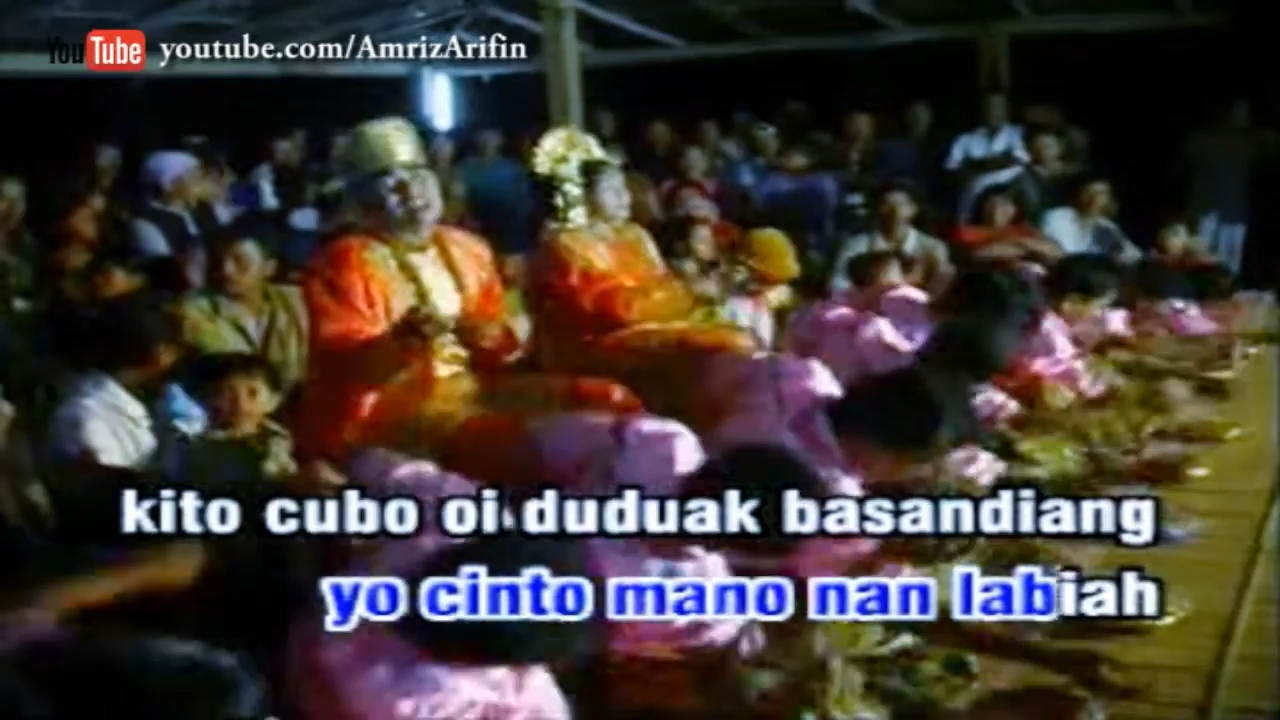 YouTube youtube.com/AmrizArifin
kito cubo oi duduak basandiang
yo cinto mano nan labiah